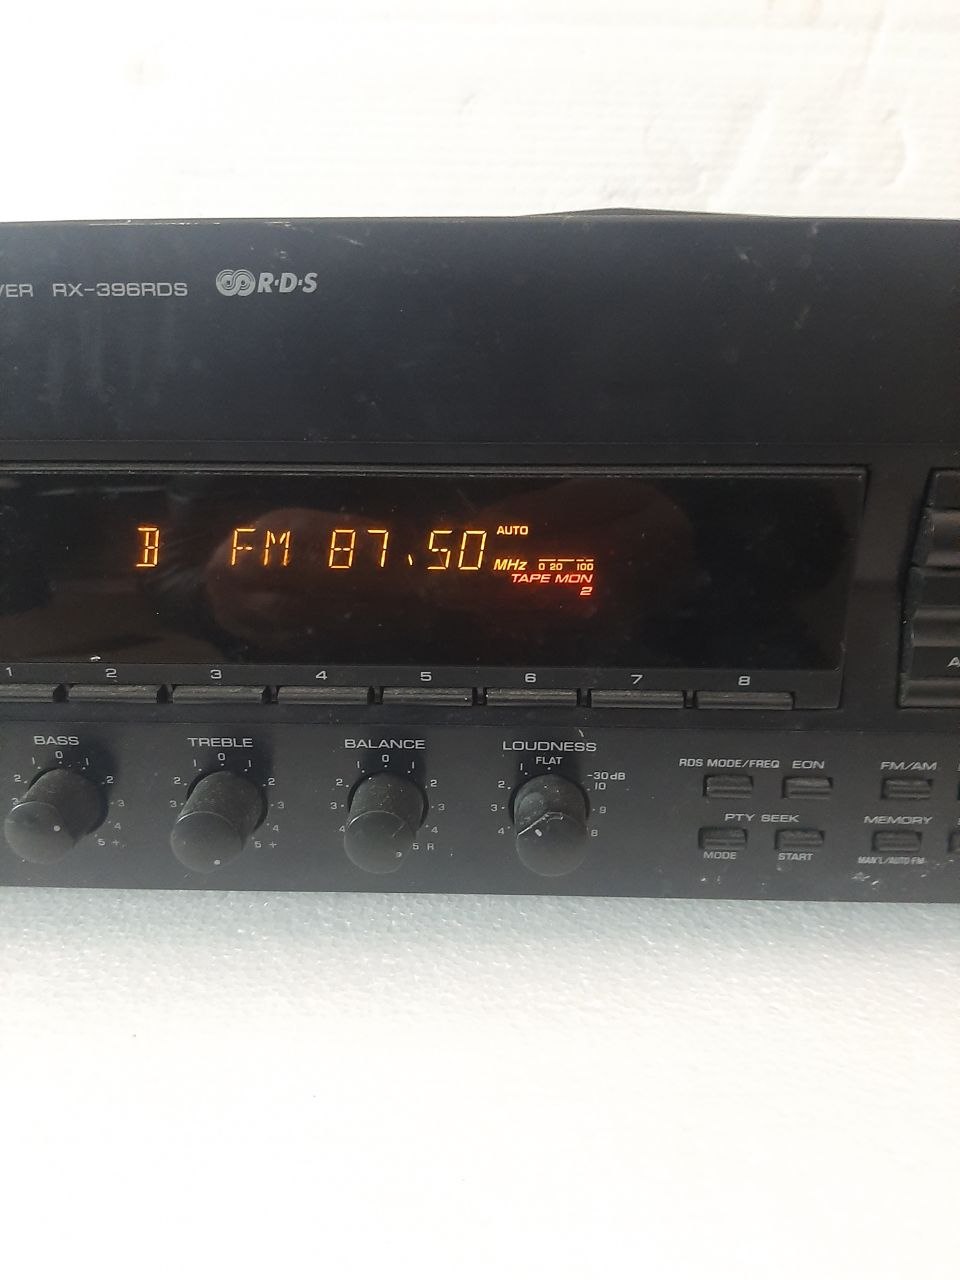 RX-396RDS R·D·S
B FM 87.50 MHz AUTO
0 20 100
TAPE MON
2
1 2 3 4 5 6 7 8
BASS TREBLE BALANCE LOUDNESS
RDS MODE/FREQ EON FM/AM
PTY SEEK MEMORY
MODE START MAN'L/AUTO FM
1 0 1
2 2
3 3
4
5 +
1 0 1
2 2
3 3
4 4
5 +
1 0 1
2 2
3 3
4 4
5 R
FLAT
1 -30dB
2 10
3 9
4 8